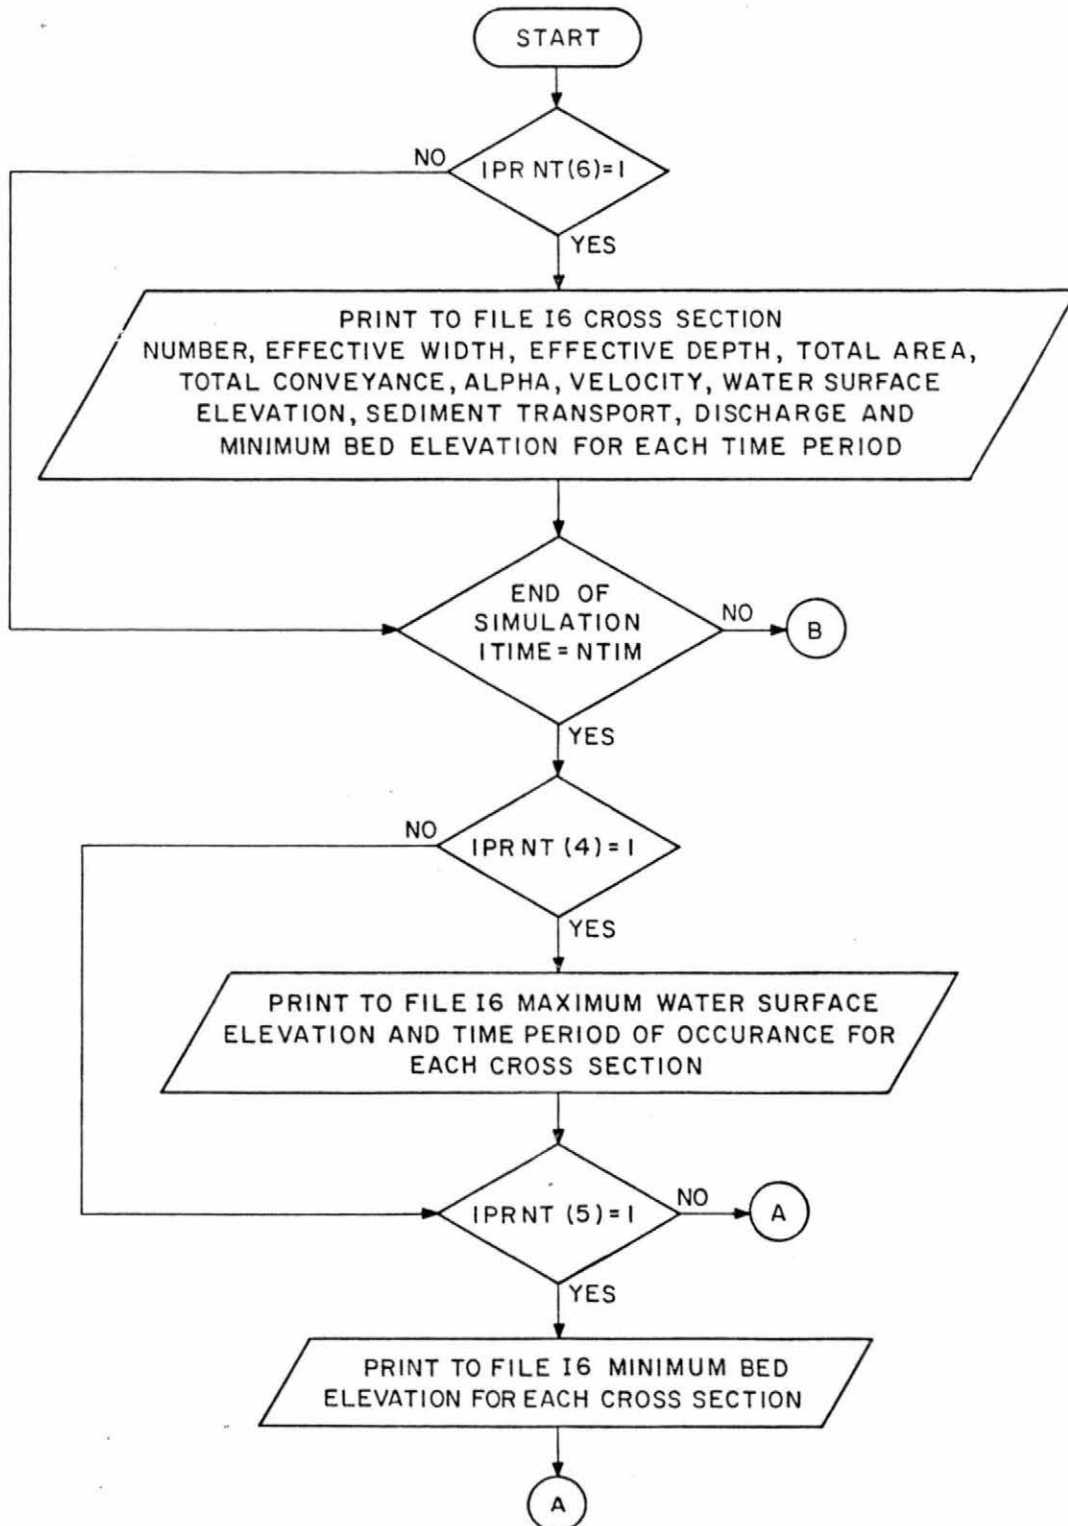 START
NO
IPRNT(6)=1
YES
PRINT TO FILE I6 CROSS SECTION
NUMBER, EFFECTIVE WIDTH, EFFECTIVE DEPTH, TOTAL AREA,
TOTAL CONVEYANCE, ALPHA, VELOCITY, WATER SURFACE
ELEVATION, SEDIMENT TRANSPORT, DISCHARGE AND
MINIMUM BED ELEVATION FOR EACH TIME PERIOD
END OF
SIMULATION
ITIME = NTIM
NO
B
YES
NO
IPRNT (4) = 1
YES
PRINT TO FILE I6 MAXIMUM WATER SURFACE
ELEVATION AND TIME PERIOD OF OCCURANCE FOR
EACH CROSS SECTION
IPRNT (5) = 1
NO
A
YES
PRINT TO FILE I6 MINIMUM BED
ELEVATION FOR EACH CROSS SECTION
A